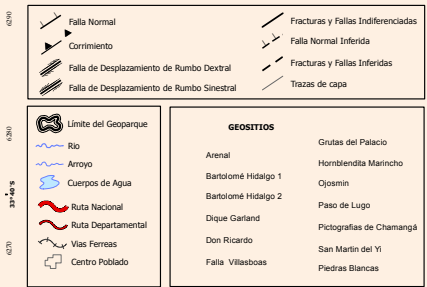 6290
Falla Normal
Corrimiento
Falla de Desplazamiento de Rumbo Dextral
Falla de Desplazamiento de Rumbo Sinestral
Fracturas y Fallas Indiferenciadas
Falla Normal Inferida
Fracturas y Fallas Inferidas
Trazas de capa
6280
33°40'S
6270
Límite del Geoparque
Rio
Arroyo
Cuerpos de Agua
Ruta Nacional
Ruta Departamental
Vias Ferreas
Centro Poblado
GEOSITIOS
Arenal
Bartolomé Hidalgo 1
Bartolomé Hidalgo 2
Dique Garland
Don Ricardo
Falla Villasboas
Grutas del Palacio
Hornblendita Marincho
Ojosmin
Paso de Lugo
Pictografias de Chamangá
San Martin del Yi
Piedras Blancas